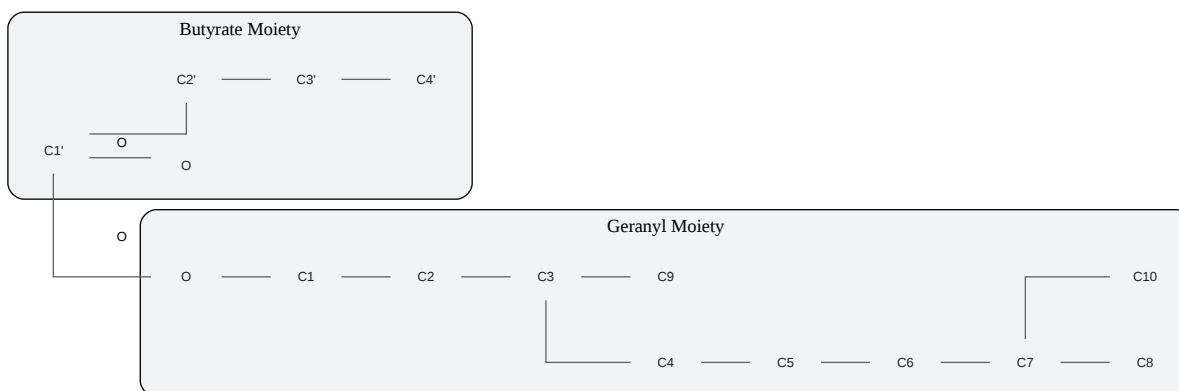 Butyrate Moiety
C2' C3' C4'
O
C1'
O
Geranyl Moiety
O
O C1 C2 C3 C9 C10
C4 C5 C6 C7 C8